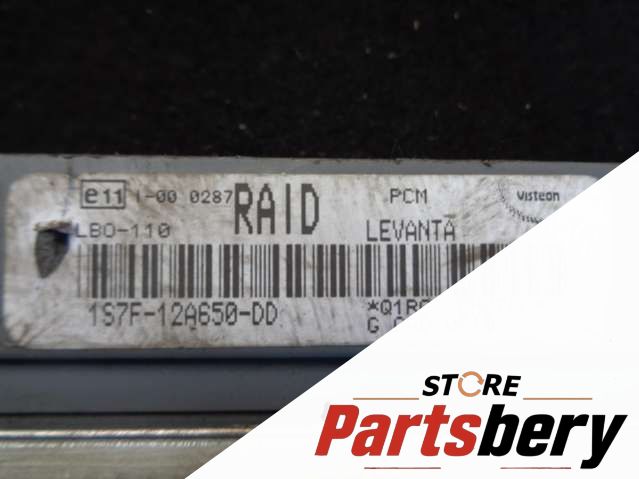 e11 1-00 0287 RAID PCM Visteon
LBO-110 LEVANTA
1S7F-12A650-DD
STORE
Partsbery